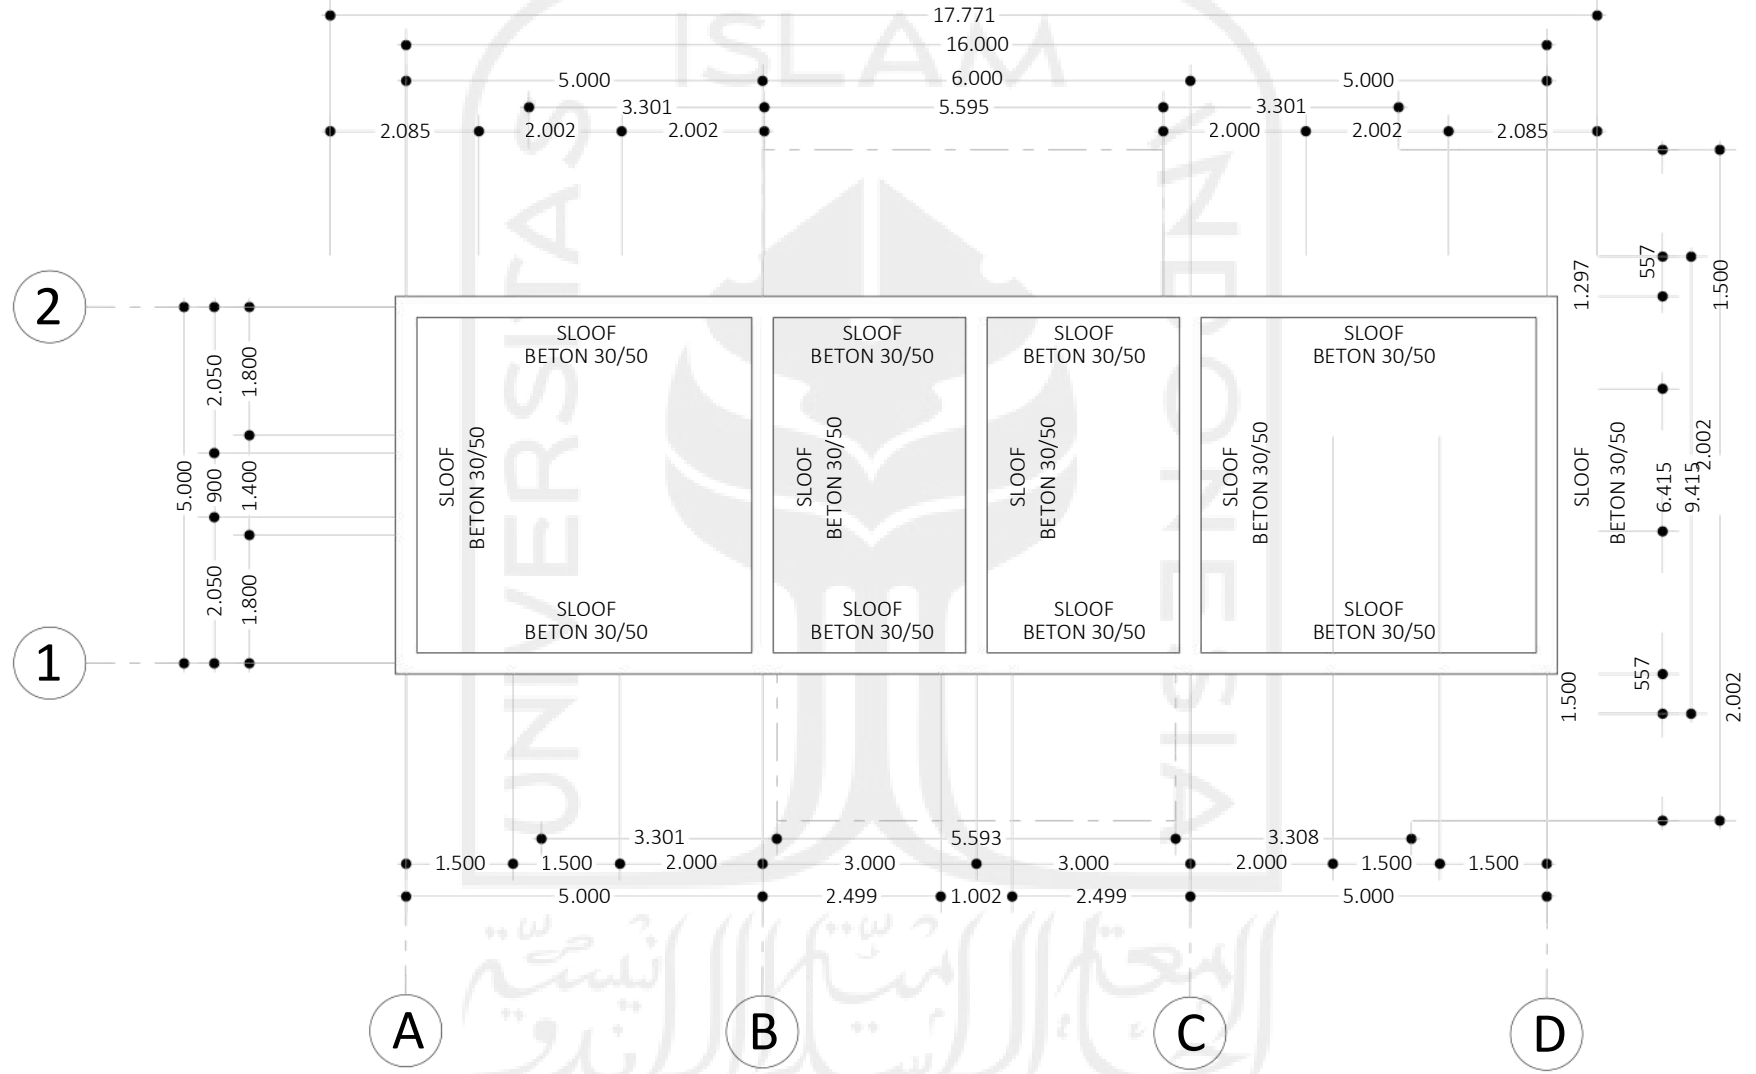 17.771
16.000
5.000 6.000 5.000
3.301 5.595 3.301
2.085 2.002 2.002 2.000 2.002 2.085
ISLAM
UNIVERSITAS
INDONESIA
2
1
5.000
2.050
900
2.050
1.800
1.400
1.800
SLOOF
BETON 30/50
SLOOF
BETON 30/50
SLOOF
BETON 30/50
SLOOF
BETON 30/50
SLOOF
BETON 30/50
SLOOF
BETON 30/50
SLOOF
BETON 30/50
SLOOF
BETON 30/50
SLOOF
BETON 30/50
SLOOF
BETON 30/50
SLOOF
BETON 30/50
SLOOF
BETON 30/50
SLOOF
BETON 30/50
1.297
557
1.500
2.002
6.415
9.415
1.500
557
2.002
3.301 5.593 3.308
1.500 1.500 2.000 3.000 3.000 2.000 1.500 1.500
5.000 2.499 1.002 2.499 5.000
A B C D